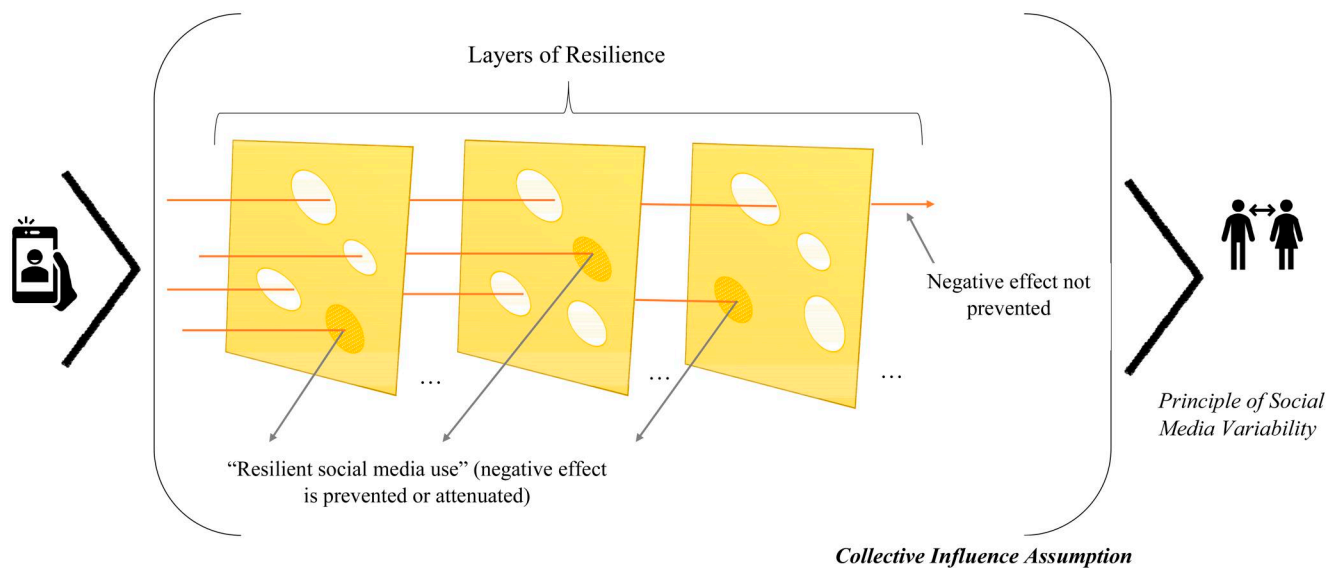 Layers of Resilience
Negative effect not
prevented
...
...
...
Principle of Social
Media Variability
“Resilient social media use” (negative effect
is prevented or attenuated)
Collective Influence Assumption